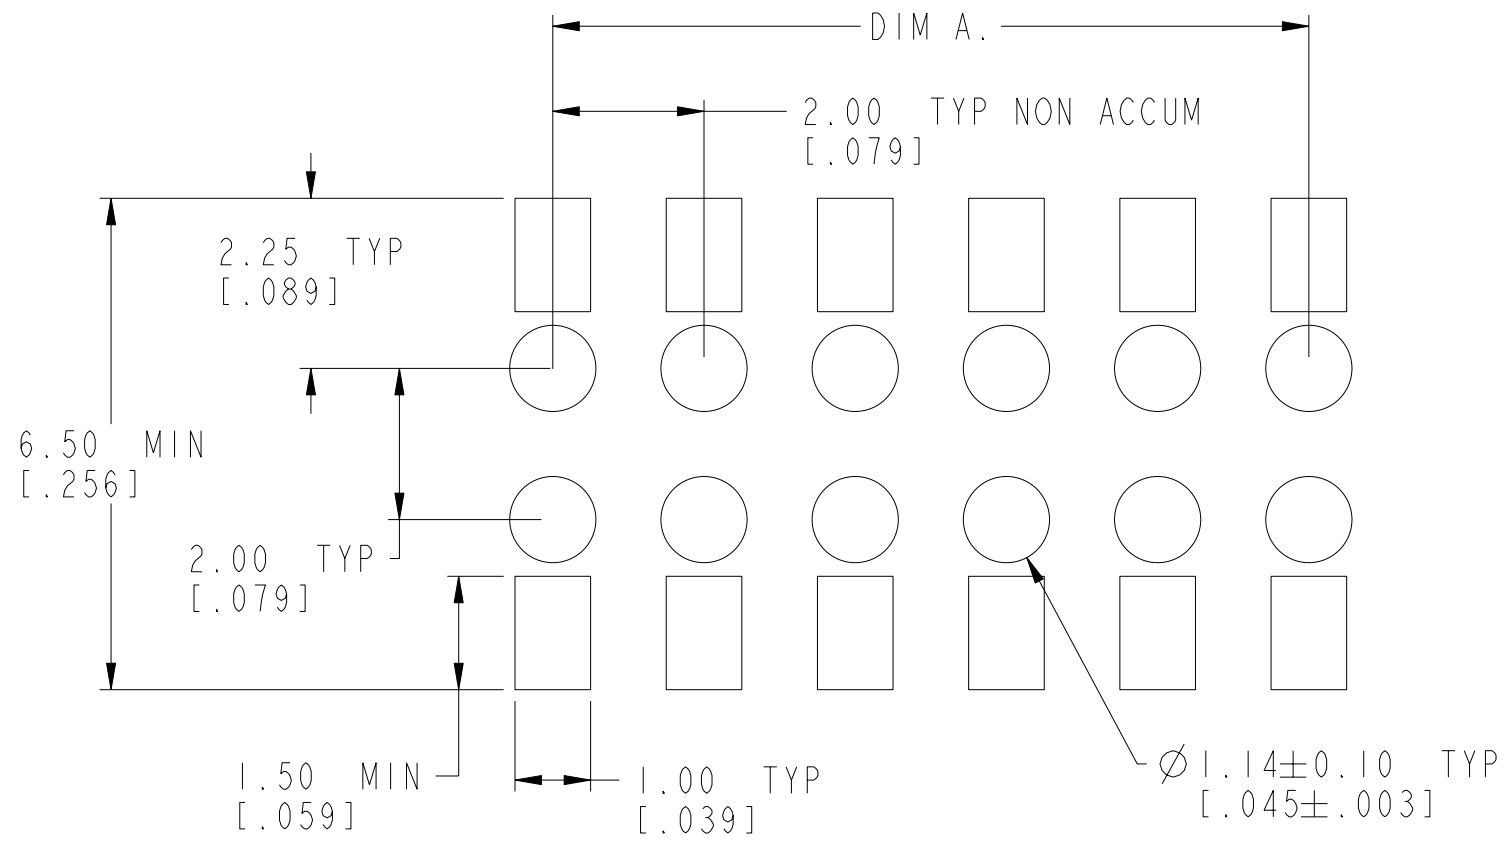 DIM A.
2.00 TYP NON ACCUM
[.079]
2.25 TYP
[.089]
6.50 MIN
[.256]
2.00 TYP
[.079]
1.50 MIN
[.059]
1.00 TYP
[.039]
Ø1.14±0.10 TYP
[.045±.003]